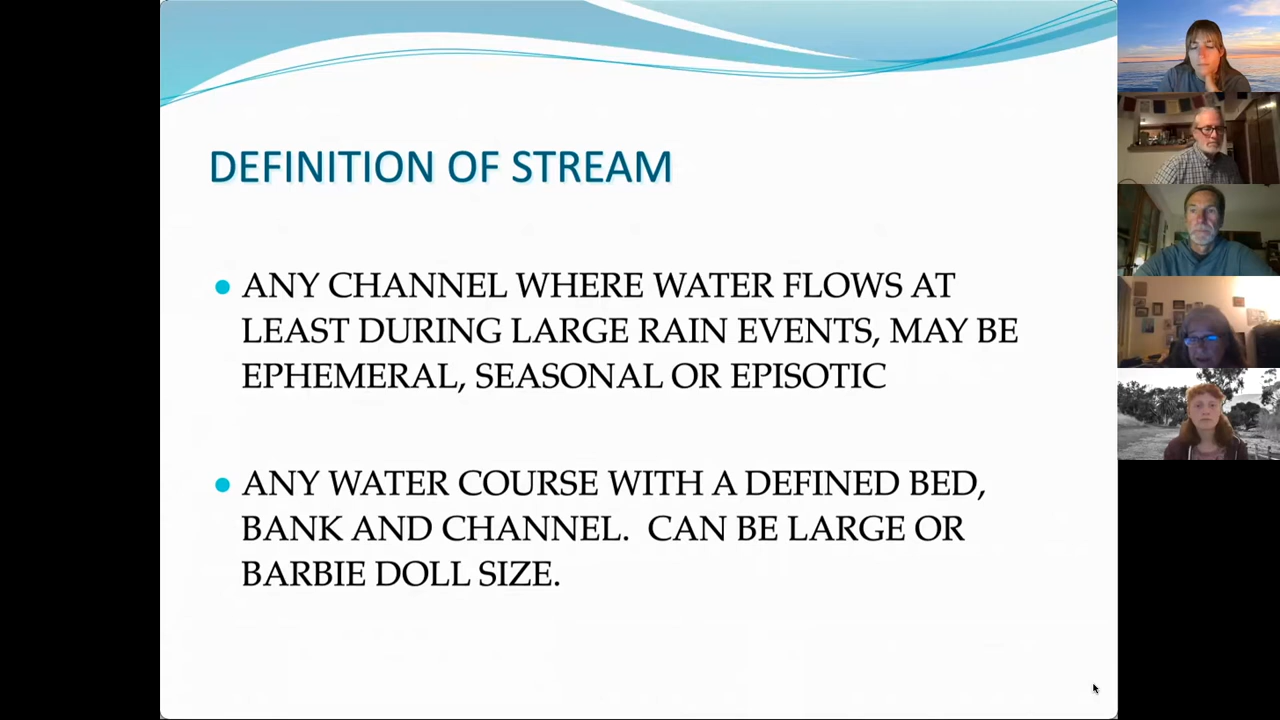 DEFINITION OF STREAM
ANY CHANNEL WHERE WATER FLOWS AT
LEAST DURING LARGE RAIN EVENTS, MAY BE
EPHEMERAL, SEASONAL OR EPISOTIC
ANY WATER COURSE WITH A DEFINED BED,
BANK AND CHANNEL.  CAN BE LARGE OR
BARBIE DOLL SIZE.